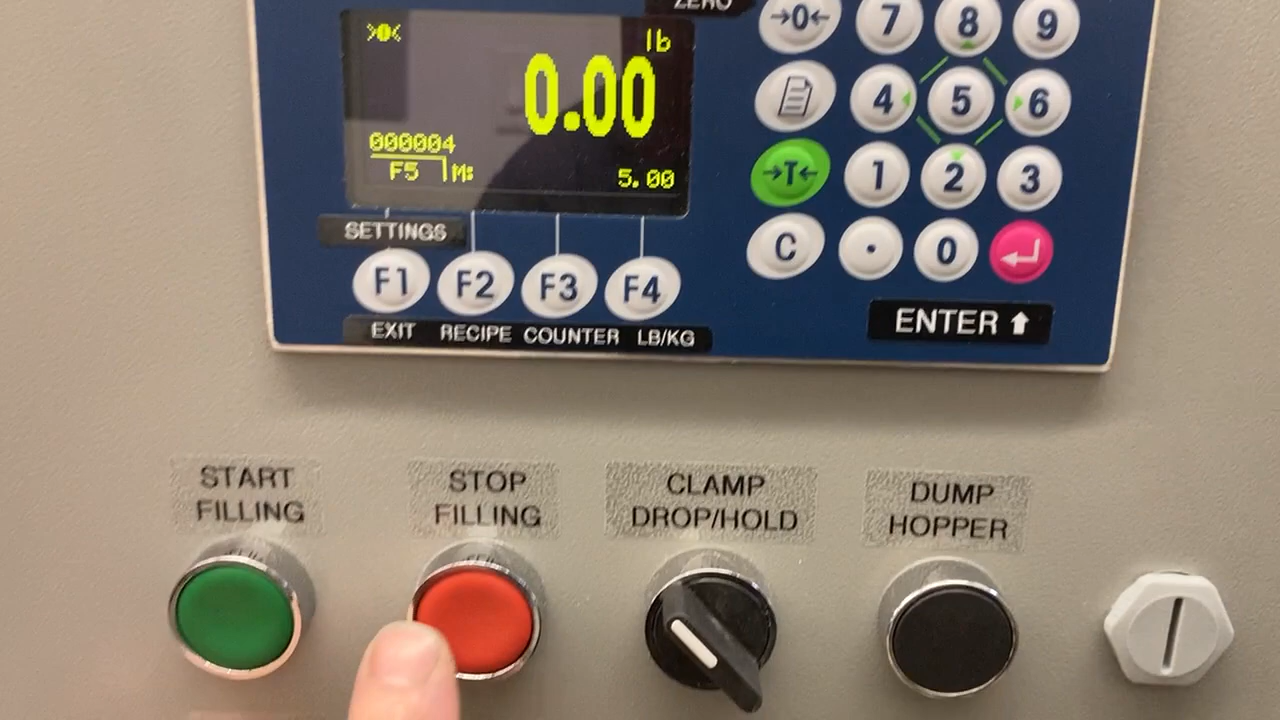 ZERO
>0<
lb
0.00
000004
F5
M:
5.00
→0←
7
8
9
4
5
6
→T←
1
2
3
C
.
0
SETTINGS
F1
F2
F3
F4
EXIT
RECIPE
COUNTER
LB/KG
ENTER ⬆
START
FILLING
STOP
FILLING
CLAMP
DROP/HOLD
DUMP
HOPPER